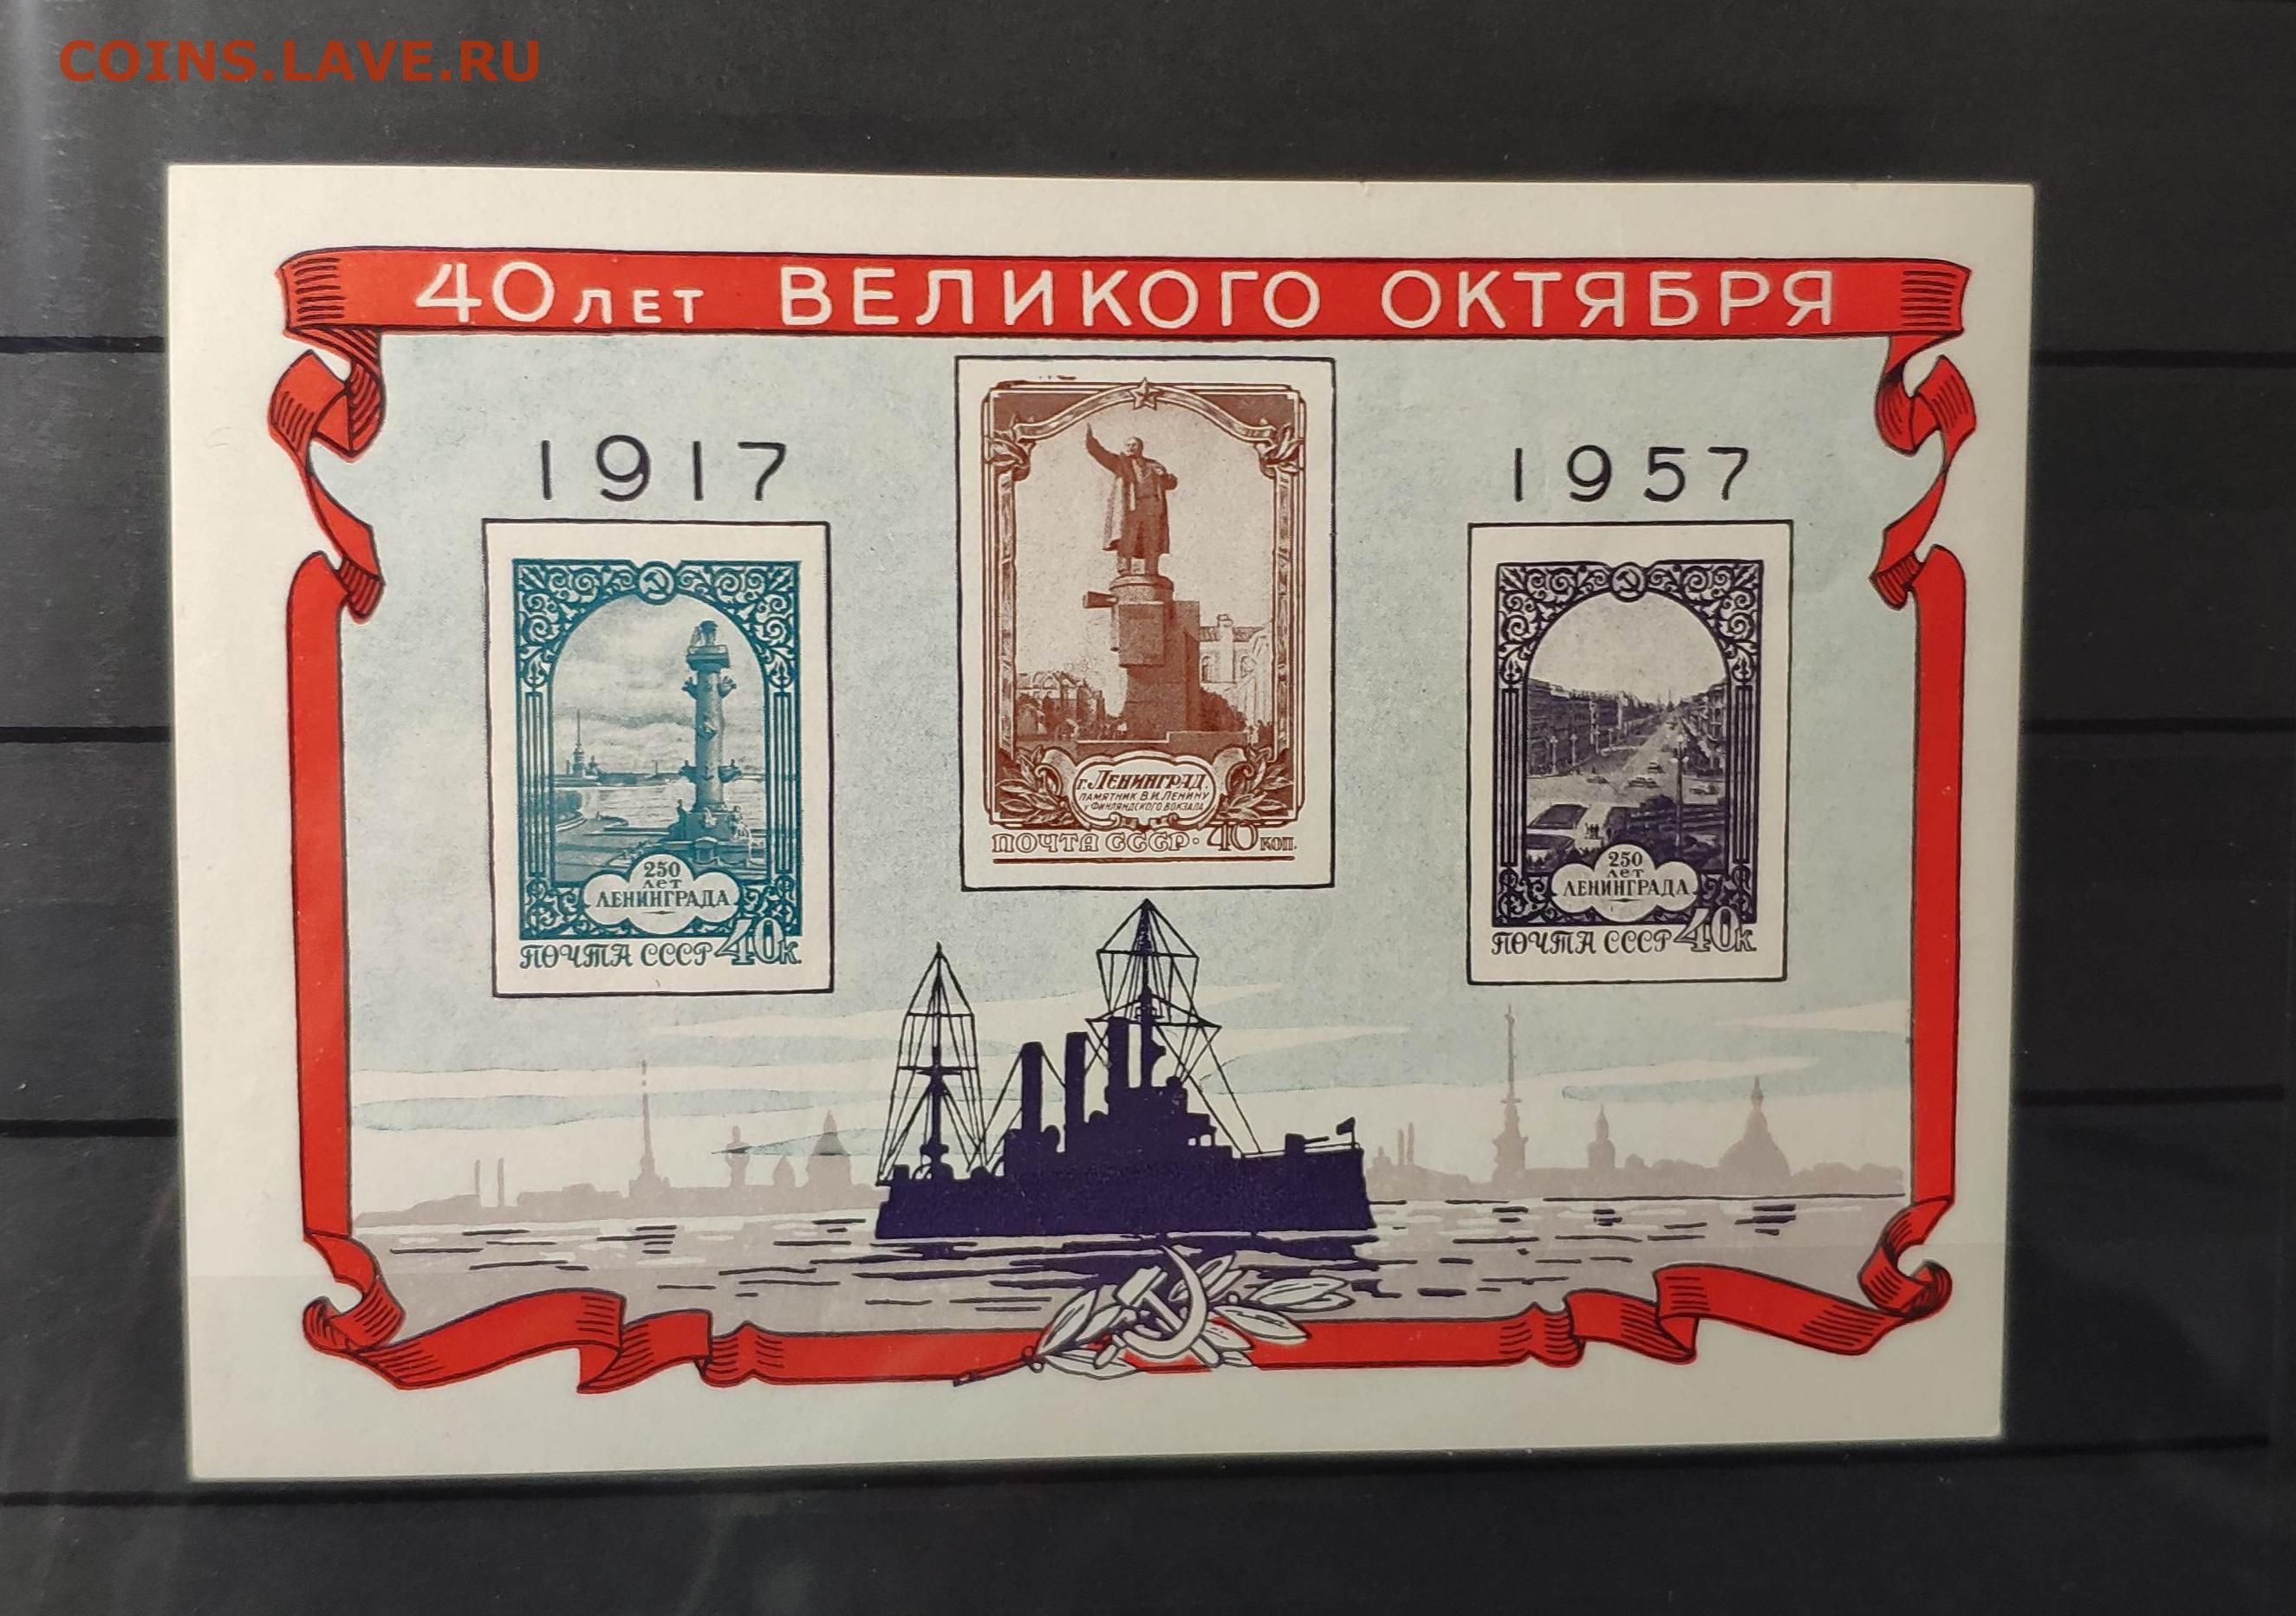 COINS.LAVE.RU
40 ЛЕТ ВЕЛИКОГО ОКТЯБРЯ
1917
1957
250
ЛЕТ
ЛЕНИНГРАДА
ПОЧТА СССР 40К.
Г. ЛЕНИНГРАД.
ПАМЯТНИК В.И. ЛЕНИНУ
У ФИНЛЯНДСКОГО ВОКЗАЛА
ПОЧТА СССР · 40 КОП.
250
ЛЕТ
ЛЕНИНГРАДА
ПОЧТА СССР 40К.